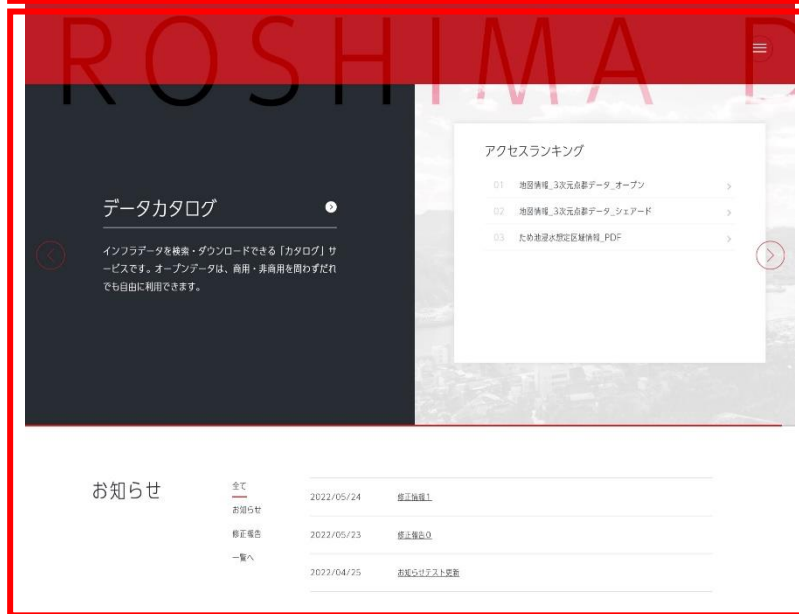 ROSHIMA D
データカタログ
インフラデータを検索・ダウンロードできる「カタログ」サ
ービスです。オープンデータは、商用・非商用を問わずだれ
でも自由に利用できます。
アクセスランキング
01 地図情報_3次元点群データ_オープン
02 地図情報_3次元点群データ_シェアード
03 ため池浸水想定区域情報_PDF
お知らせ
全て
お知らせ
修正報告
一覧へ
2022/05/24 修正情報1
2022/05/23 修正報告0
2022/04/25 お知らせテスト更新